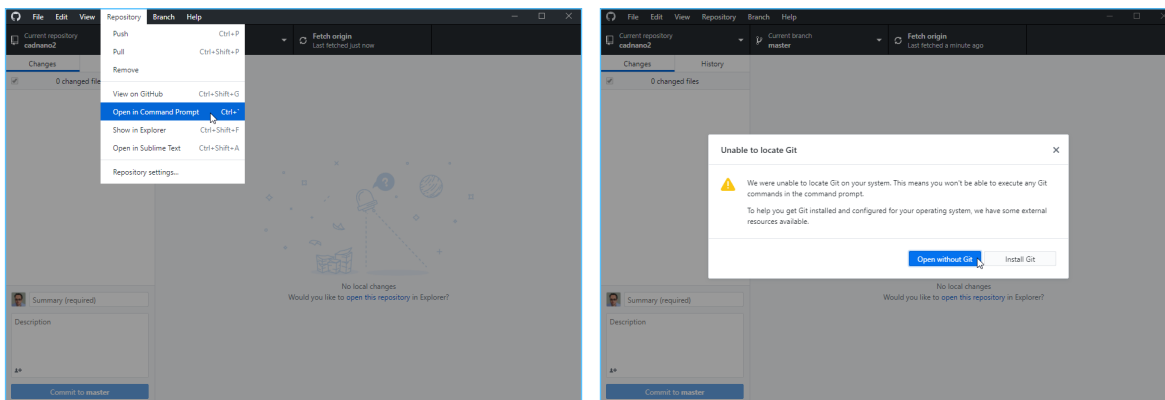 File Edit View Repository Branch Help
Current repository
cadnano2
Fetch origin
Last fetched just now
Changes
0 changed file
Push Ctrl+P
Pull Ctrl+Shift+P
Remove
View on GitHub Ctrl+Shift+G
Open in Command Prompt Ctrl+`
Show in Explorer Ctrl+Shift+F
Open in Sublime Text Ctrl+Shift+A
Repository settings...
No local changes
Would you like to open this repository in Explorer?
Summary (required)
Description
Commit to master
File Edit View Repository Branch Help
Current repository
cadnano2
Current branch
master
Fetch origin
Last fetched a minute ago
Changes History
0 changed files
Unable to locate Git
We were unable to locate Git on your system. This means you won't be able to execute any Git
commands in the command prompt.
To help you get Git installed and configured for your operating system, we have some external
resources available.
Open without Git Install Git
No local changes
Would you like to open this repository in Explorer?
Summary (required)
Description
Commit to master